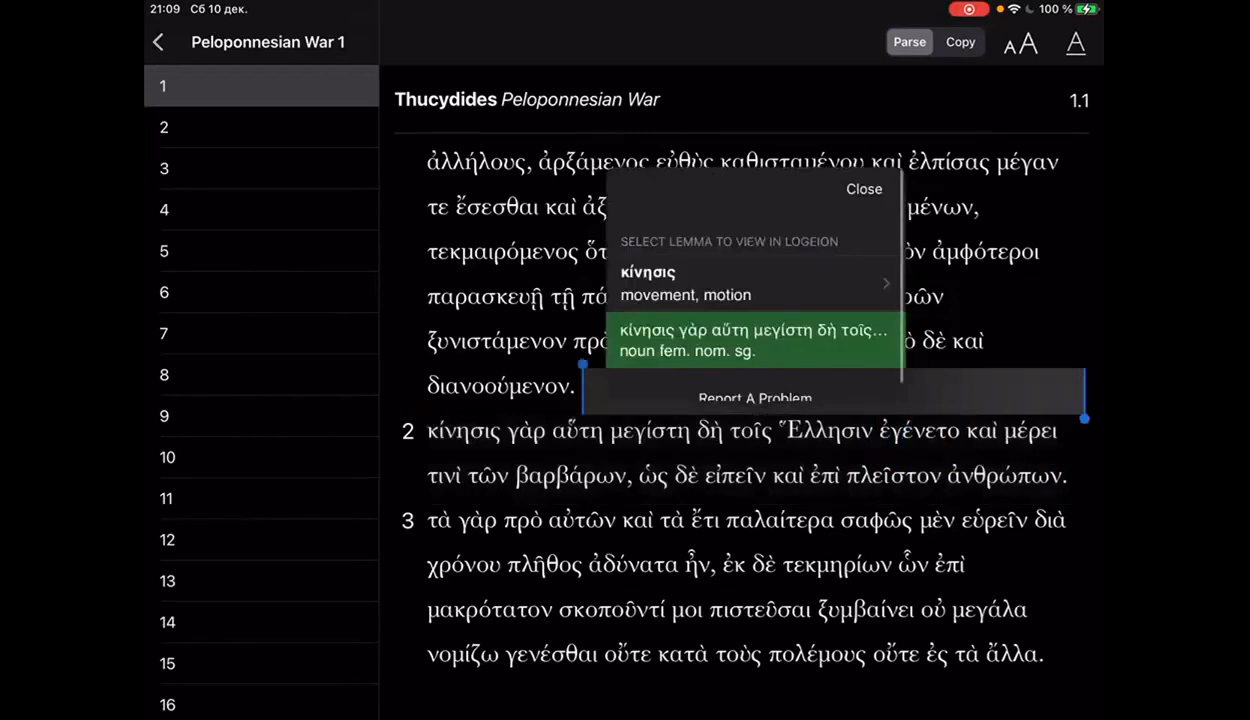 21:09 Сб 10 дек. 100 %
Peloponnesian War 1 Parse Copy AA A
1
2
3
4
5
6
7
8
9
10
11
12
13
14
15
16
Thucydides Peloponnesian War 1.1
ἀλλήλους, ἀρξάμενος εὐθὺς καθισταμένου καὶ ἐλπίσας μέγαν
τε ἔσεσθαι καὶ μένων,
τεκμαιρόμενος ἀμφότεροι
παρασκευῇ τῇ
ξυνιστάμενον δὲ καὶ
διανοούμενον.
Close
SELECT LEMMA TO VIEW IN LOGEION
κίνησις
movement, motion
κίνησις γὰρ αὕτη μεγίστη δὴ τοῖς...
noun fem. nom. sg.
Report A Problem
2 κίνησις γὰρ αὕτη μεγίστη δὴ τοῖς Ἕλλησιν ἐγένετο καὶ μέρει
τινὶ τῶν βαρβάρων, ὡς δὲ εἰπεῖν καὶ ἐπὶ πλεῖστον ἀνθρώπων.
3 τὰ γὰρ πρὸ αὐτῶν καὶ τὰ ἔτι παλαίτερα σαφῶς μὲν εὑρεῖν διὰ
χρόνου πλῆθος ἀδύνατα ἦν, ἐκ δὲ τεκμηρίων ὧν ἐπὶ
μακρότατον σκοποῦντί μοι πιστεῦσαι ξυμβαίνει οὐ μεγάλα
νομίζω γενέσθαι οὔτε κατὰ τοὺς πολέμους οὔτε ἐς τὰ ἄλλα.